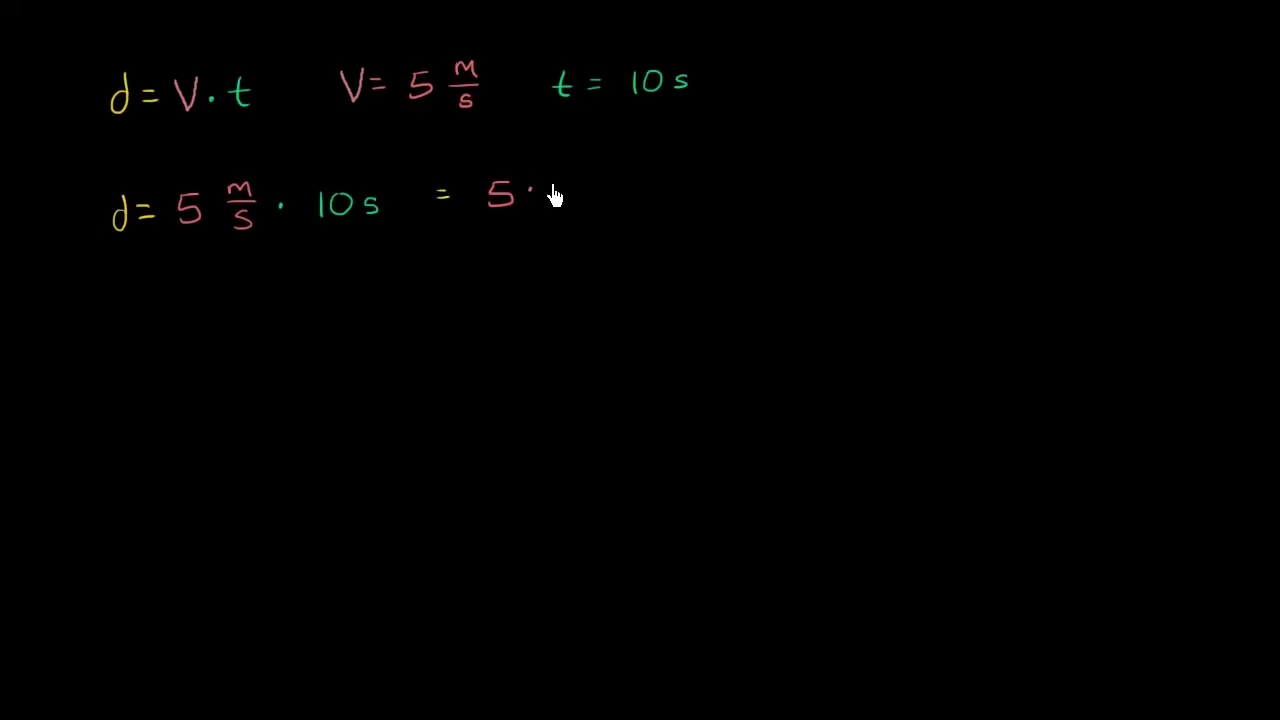 d = V · t V = 5 m/s t = 10 s
d = 5 m/s · 10 s = 5 ·